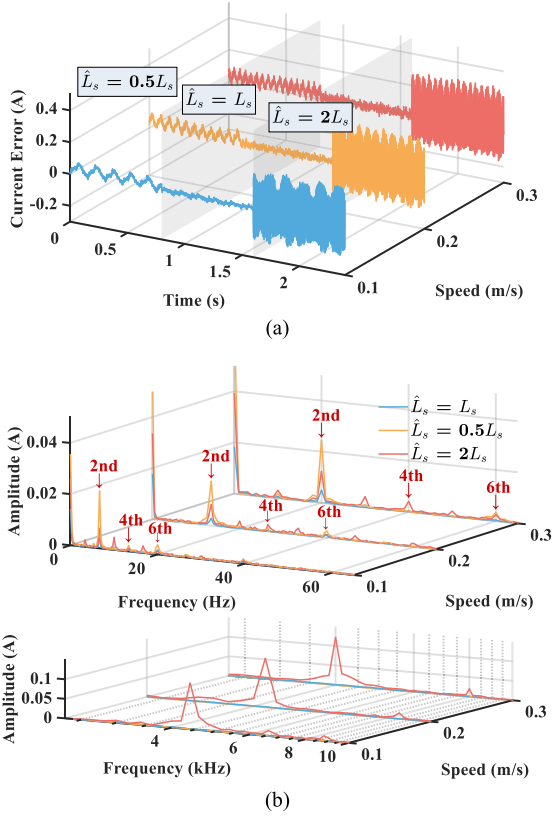 L̂ₛ = 0.5Lₛ
L̂ₛ = Lₛ
L̂ₛ = 2Lₛ
Current Error (A)
0.4
0.2
0
-0.2
0
0.5
1
1.5
2
Time (s)
0.1
0.2
0.3
Speed (m/s)
(a)
Amplitude (A)
0.04
0.02
0
L̂ₛ = Lₛ
L̂ₛ = 0.5Lₛ
L̂ₛ = 2Lₛ
2nd
4th
6th
2nd
4th
6th
2nd
4th
6th
0
20
40
60
Frequency (Hz)
0.1
0.2
0.3
Speed (m/s)
Amplitude (A)
0.1
0.05
0
4
6
8
10
Frequency (kHz)
0.1
0.2
0.3
Speed (m/s)
(b)